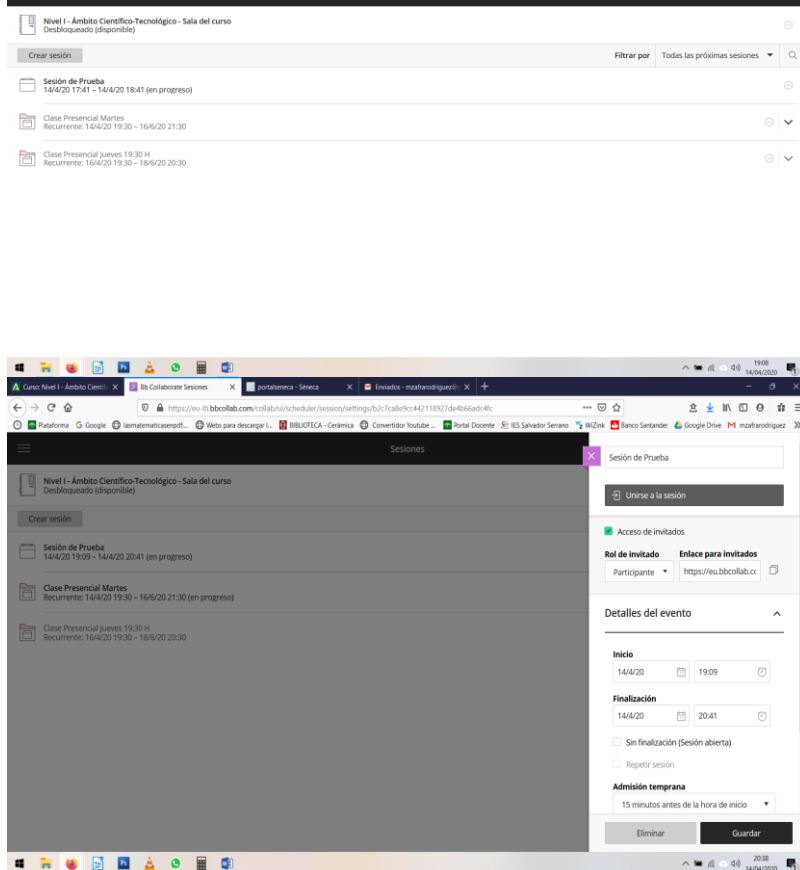 Nivel I - Ámbito Científico-Tecnológico - Sala del curso
Desbloqueado (disponible)
Crear sesión
Filtrar por Todas las próximas sesiones
Sesión de Prueba
14/4/20 17:41 – 14/4/20 18:41 (en progreso)
Clase Presencial Martes
Recurrente: 14/4/20 19:30 – 16/6/20 21:30
Clase Presencial Jueves 19:30 H
Recurrente: 16/4/20 19:30 – 18/6/20 20:30
19:08
14/04/2020
Curso: Nivel I - Ámbito Científi
Bb Collaborate Sesiones
portalseneca - Séneca
Enviados - mzafranrodriguez@
https://eu-lti.bbcollab.com/collab/ui/scheduler/session/settings/b2c7ca8e9cc442118927de4b66adc4fc
Plataforma
Google
lasmatematicasenpdf...
Webs para descargar l...
BIBLIOTECA - Cerámica
Convertidor Youtube ...
Portal Docente
IES Salvador Serrano
WiZink
Banco Santander
Google Drive
mzafrarodriguez
Sesiones
Nivel I - Ámbito Científico-Tecnológico - Sala del curso
Desbloqueado (disponible)
Crear sesión
Sesión de Prueba
14/4/20 19:09 – 14/4/20 20:41 (en progreso)
Clase Presencial Martes
Recurrente: 14/4/20 19:30 – 16/6/20 21:30 (en progreso)
Clase Presencial Jueves 19:30 H
Recurrente: 16/4/20 19:30 – 18/6/20 20:30
Sesión de Prueba
Unirse a la sesión
Acceso de invitados
Rol de invitado Enlace para invitados
Participante https://eu.bbcollab.cc
Detalles del evento
Inicio
14/4/20 19:09
Finalización
14/4/20 20:41
Sin finalización (Sesión abierta)
Repetir sesión
Admisión temprana
15 minutos antes de la hora de inicio
Eliminar Guardar
20:38
14/04/2020